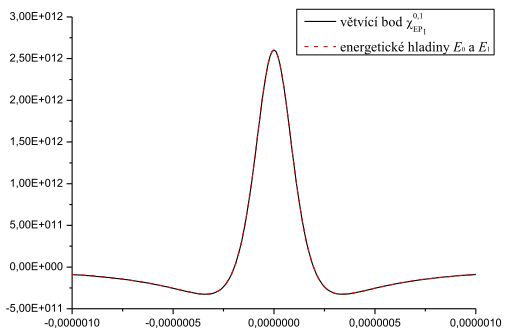 větvící bod χ EP1 0,1
energetické hladiny E0 a E1
3,00E+012
2,50E+012
2,00E+012
1,50E+012
1,00E+012
5,00E+011
0,00E+000
-5,00E+011
-0,0000010 -0,0000005 0,0000000 0,0000005 0,0000010